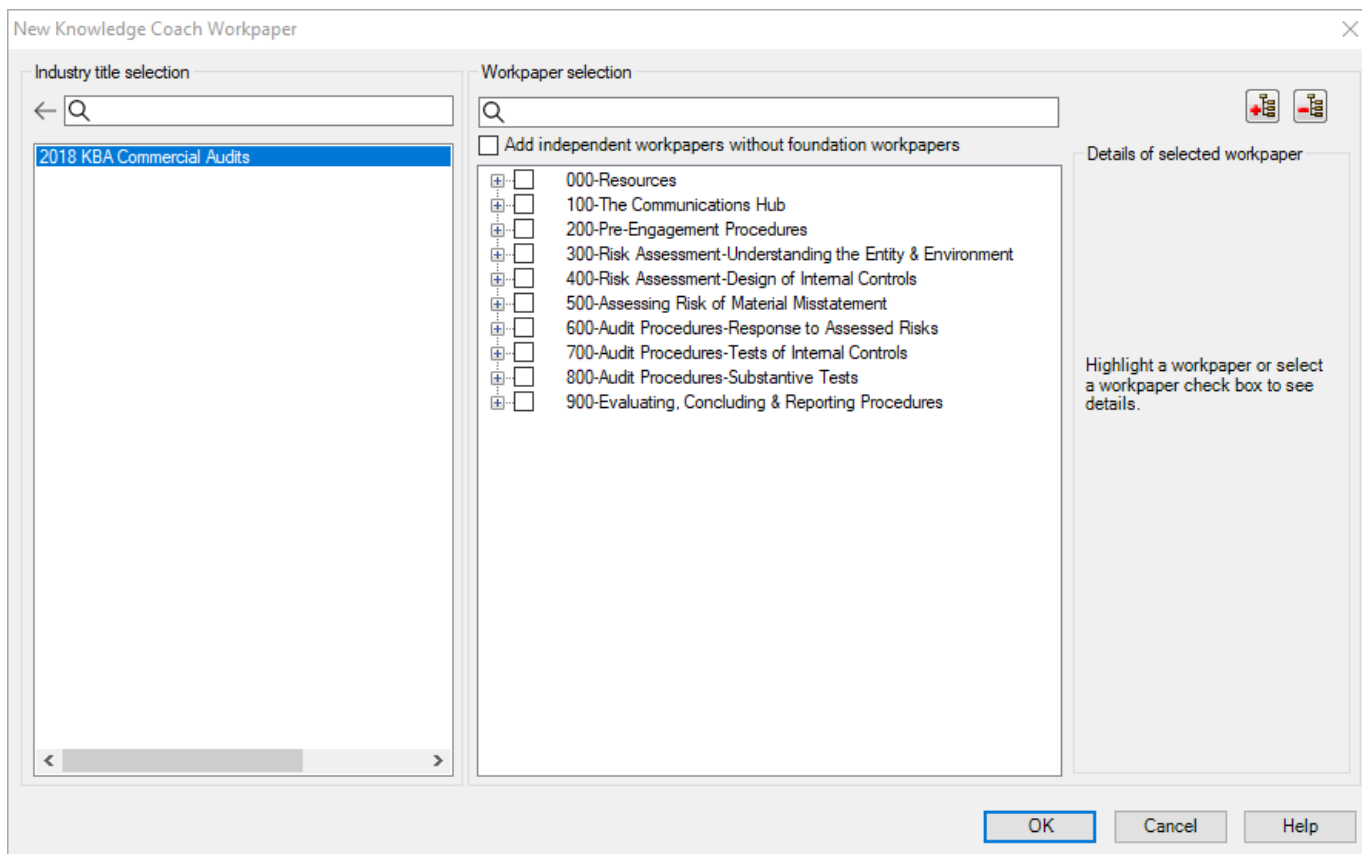 New Knowledge Coach Workpaper
Industry title selection
2018 KBA Commercial Audits
Workpaper selection
Add independent workpapers without foundation workpapers
000-Resources
100-The Communications Hub
200-Pre-Engagement Procedures
300-Risk Assessment-Understanding the Entity & Environment
400-Risk Assessment-Design of Internal Controls
500-Assessing Risk of Material Misstatement
600-Audit Procedures-Response to Assessed Risks
700-Audit Procedures-Tests of Internal Controls
800-Audit Procedures-Substantive Tests
900-Evaluating, Concluding & Reporting Procedures
Details of selected workpaper
Highlight a workpaper or select
a workpaper check box to see
details.
OK
Cancel
Help